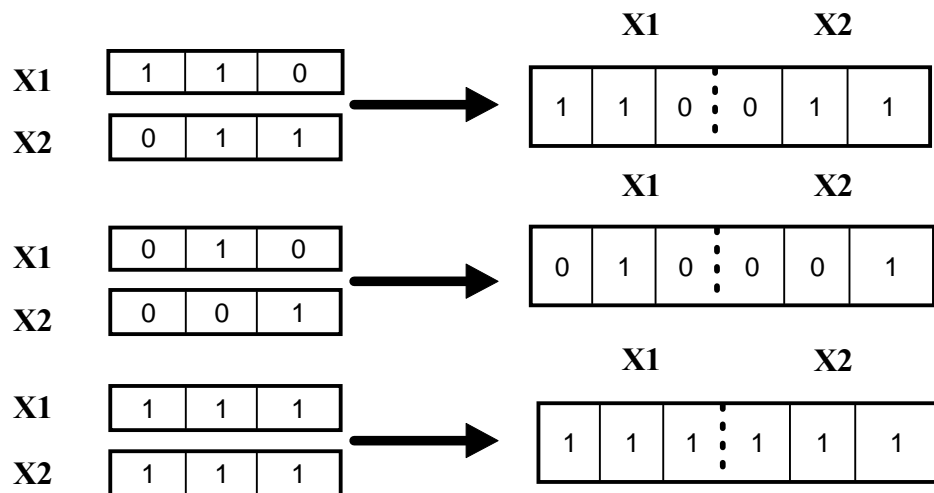 X1 X2
X1 1 1 0
1 1 0 0 1 1
X2 0 1 1
X1 X2
X1 0 1 0
0 1 0 0 0 1
X2 0 0 1
X1 X2
X1 1 1 1
1 1 1 1 1 1
X2 1 1 1